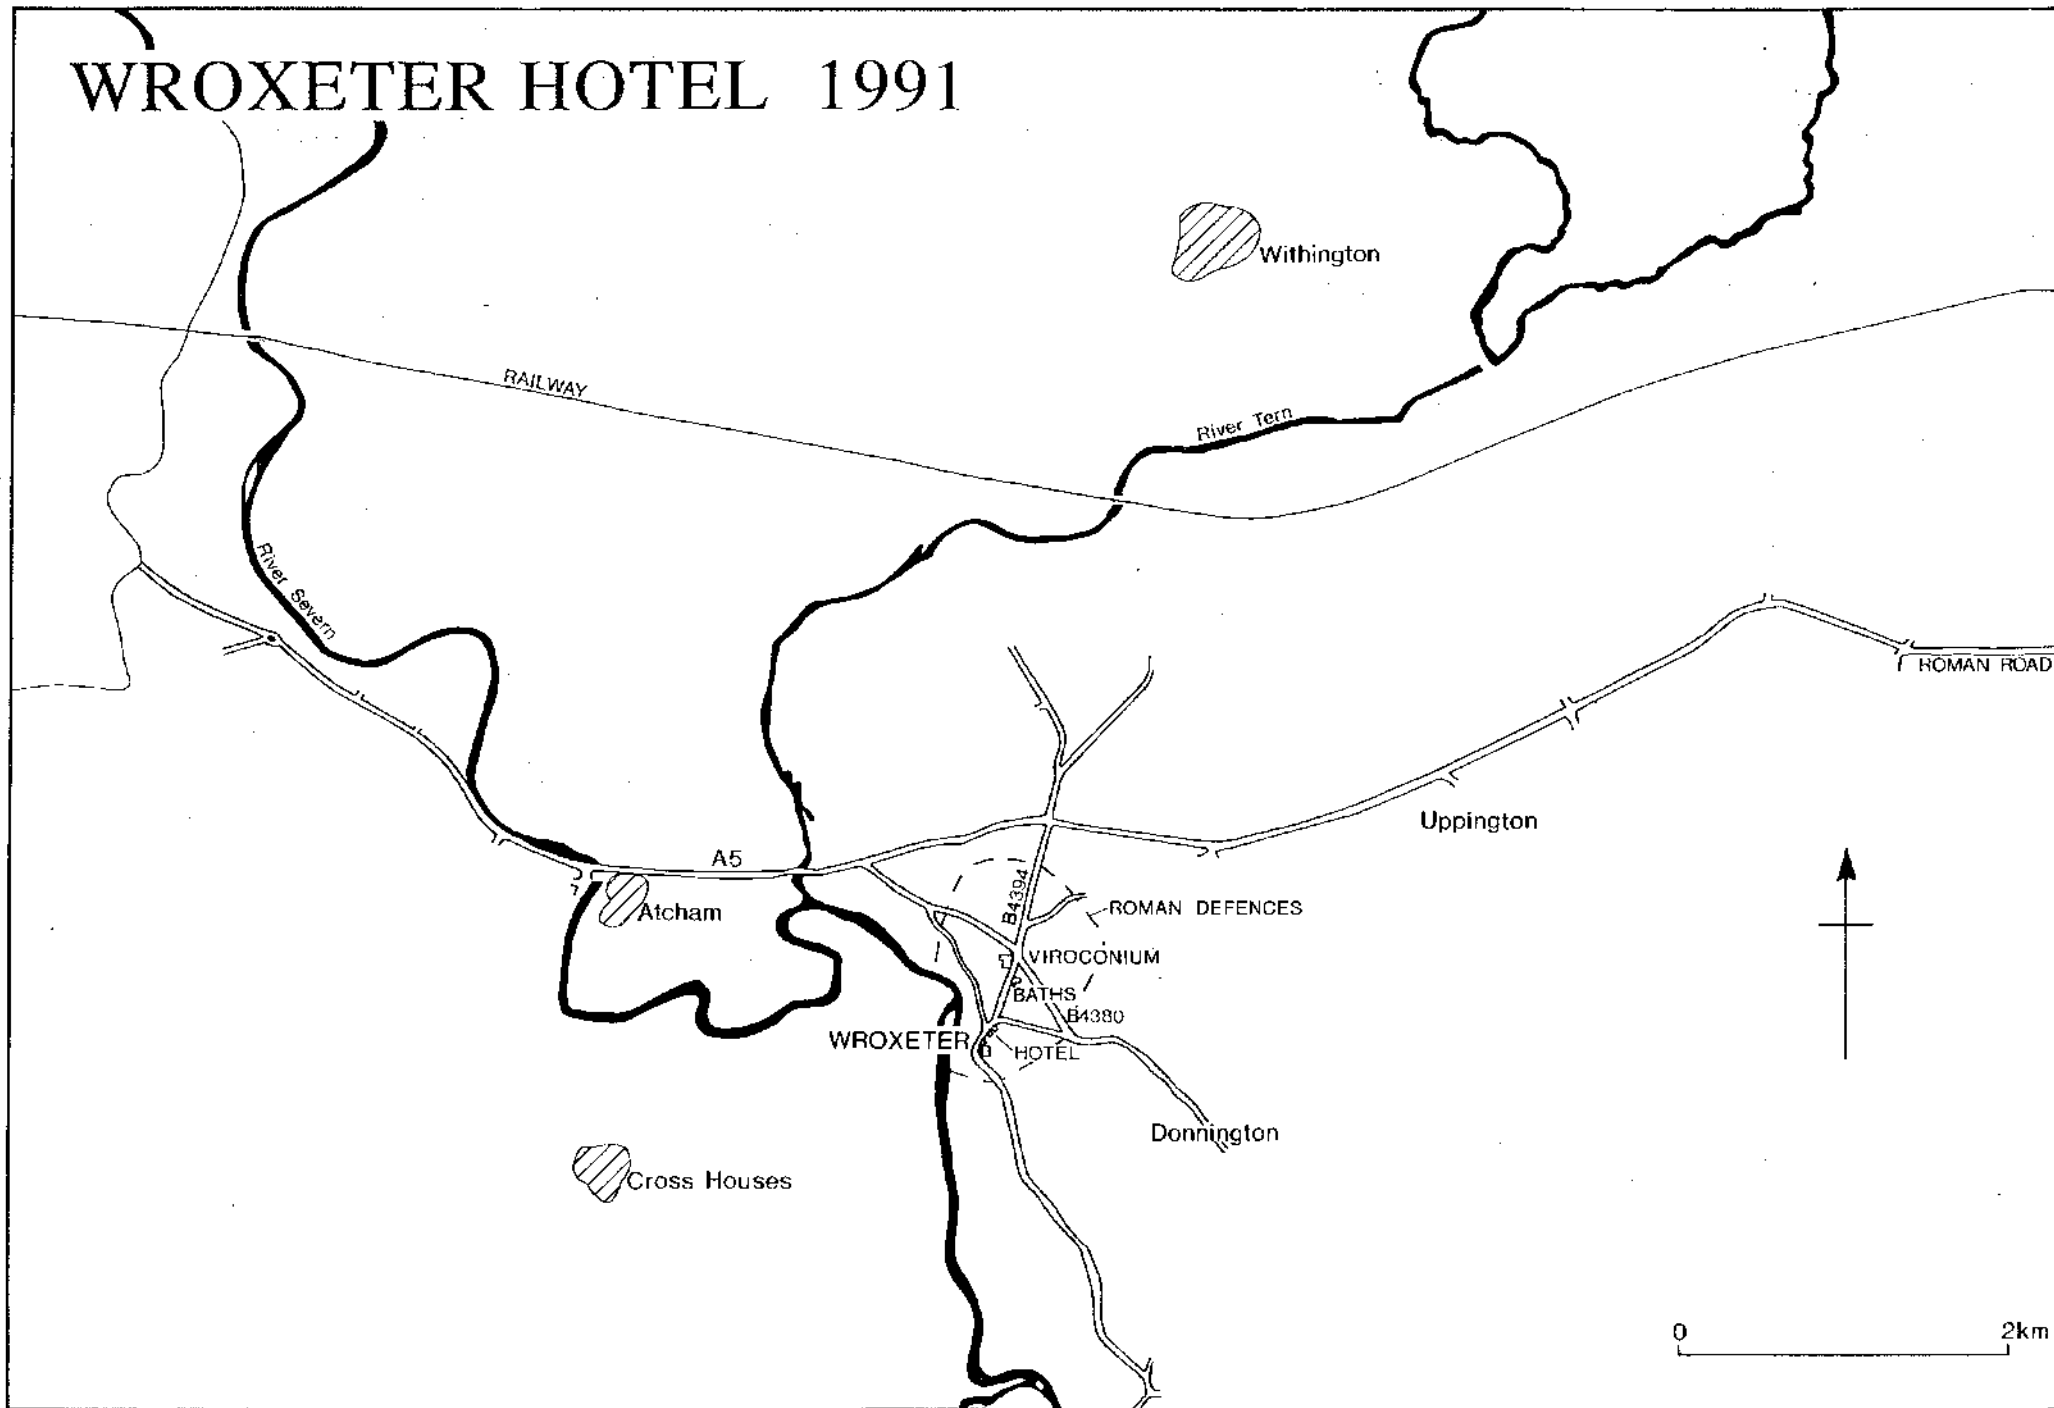 WROXETER HOTEL 1991
Withington
RAILWAY
River Tern
River Severn
ROMAN ROAD
Uppington
A5
B4394
ROMAN DEFENCES
Atcham
VIROCONIUM
BATHS
B4380
WROXETER
HOTEL
Donnington
Cross Houses
0 2km